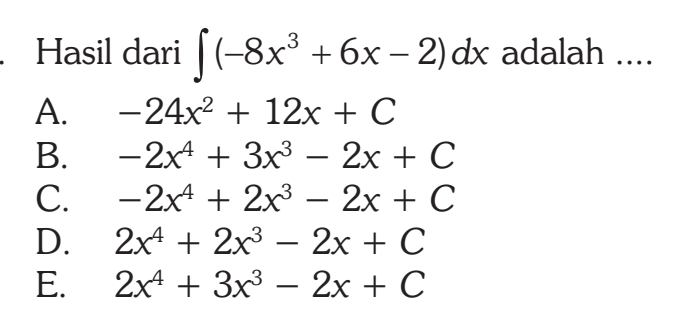 . Hasil dari ∫(–8x³ + 6x – 2) dx adalah ....
A. −24x² + 12x + C
B. −2x⁴ + 3x³ − 2x + C
C. −2x⁴ + 2x³ − 2x + C
D. 2x⁴ + 2x³ − 2x + C
E. 2x⁴ + 3x³ − 2x + C